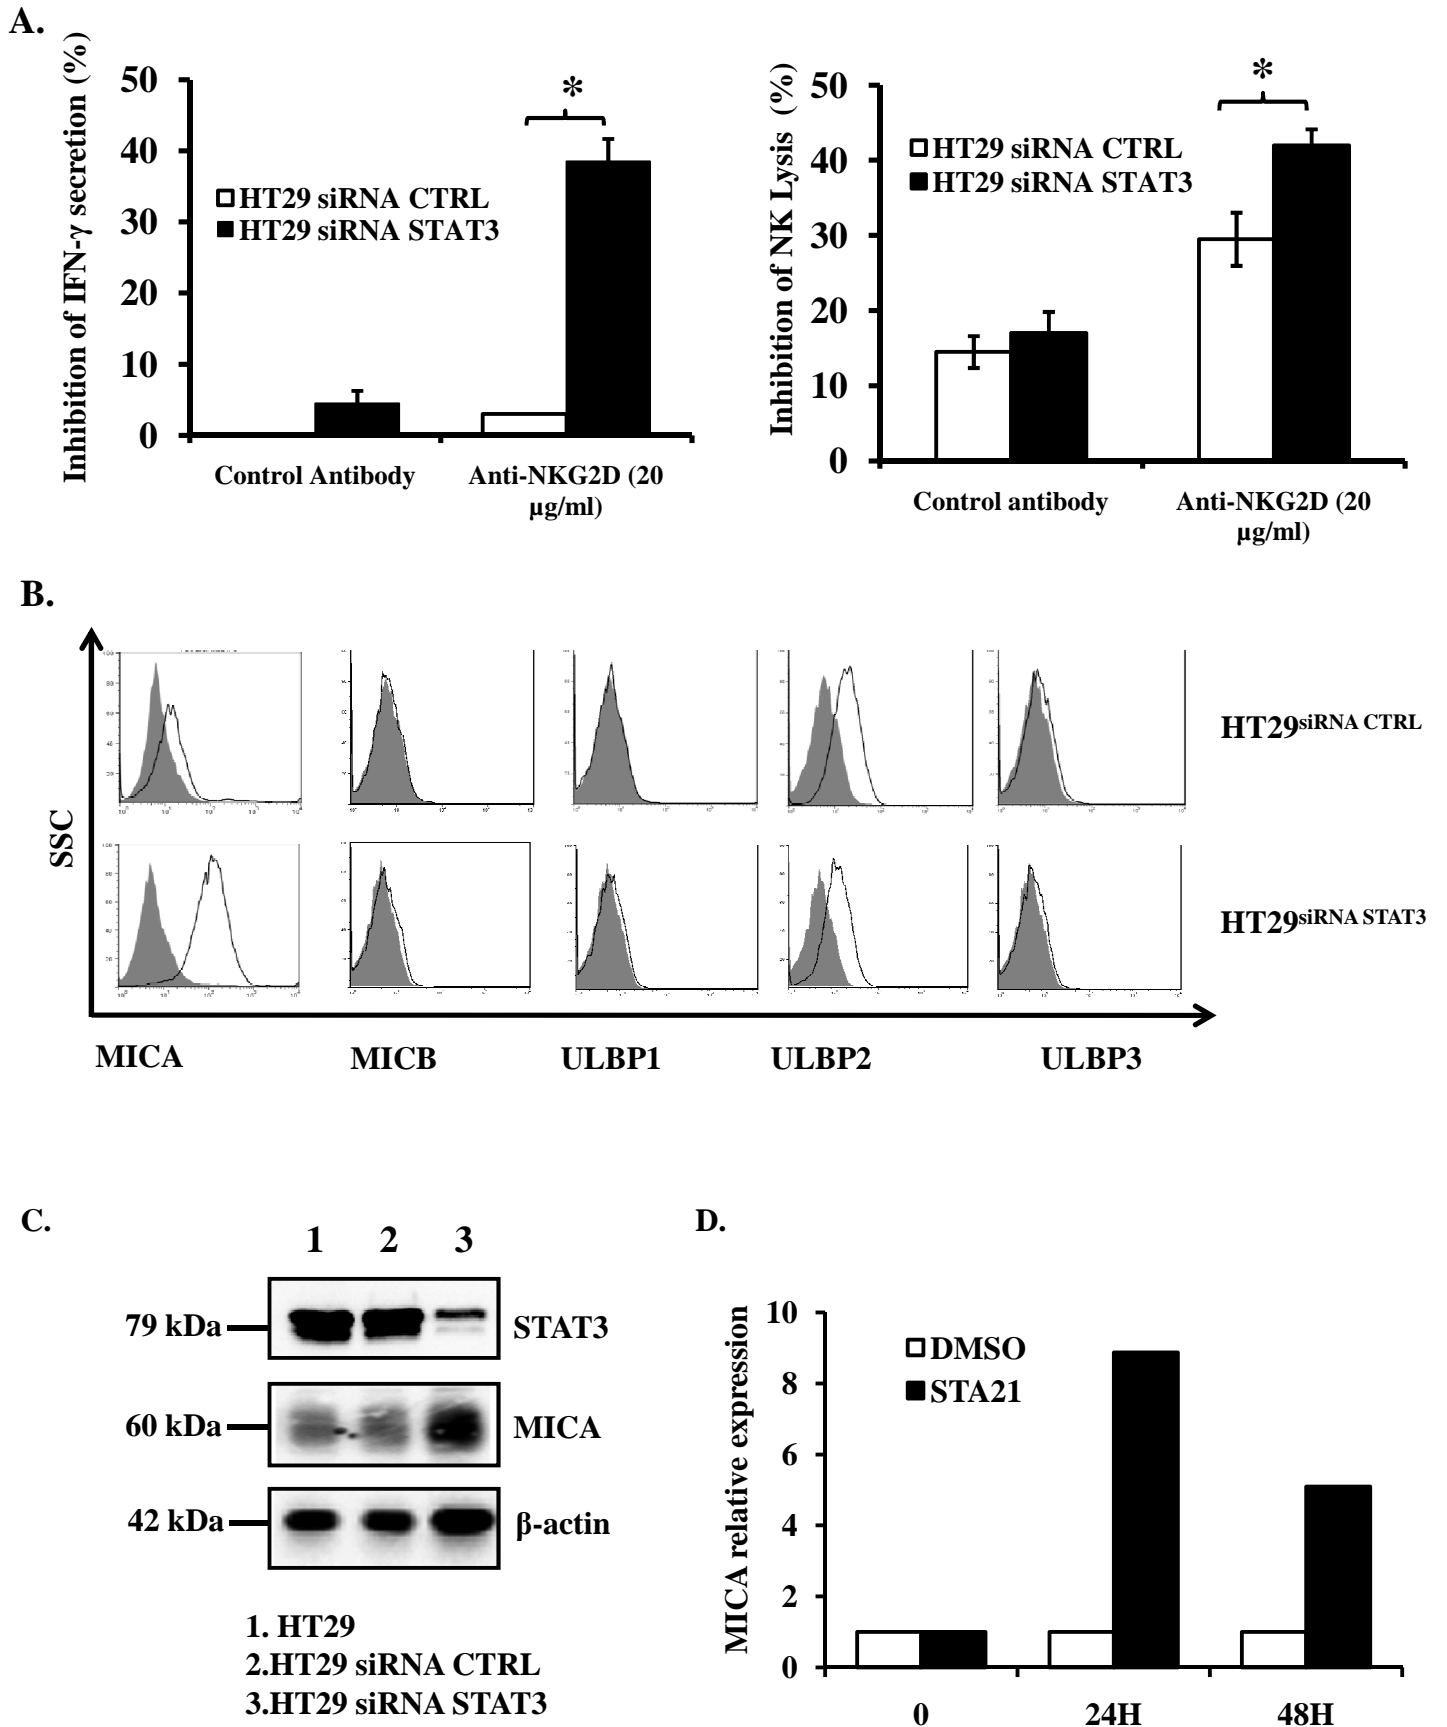 A.
Inhibition of IFN-γ secretion (%)
50
40
30
20
10
0
HT29 siRNA CTRL
HT29 siRNA STAT3
*
Control Antibody
Anti-NKG2D (20
µg/ml)
Inhibition of NK Lysis (%)
50
40
30
20
10
0
HT29 siRNA CTRL
HT29 siRNA STAT3
*
Control antibody
Anti-NKG2D (20
µg/ml)
B.
SSC
HT29siRNA CTRL
HT29siRNA STAT3
MICA
MICB
ULBP1
ULBP2
ULBP3
C.
1 2 3
79 kDa
STAT3
60 kDa
MICA
42 kDa
β-actin
1. HT29
2.HT29 siRNA CTRL
3.HT29 siRNA STAT3
D.
MICA relative expression
10
8
6
4
2
0
DMSO
STA21
0
24H
48H